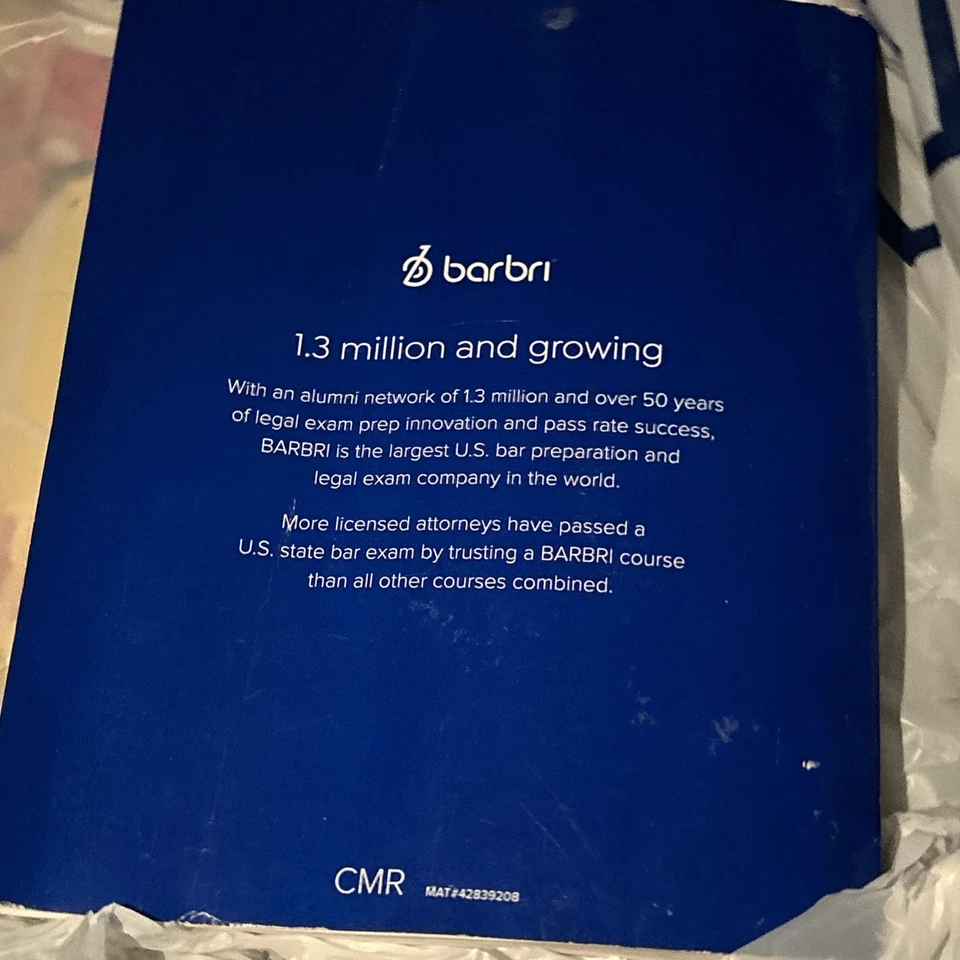 barbri
1.3 million and growing
With an alumni network of 1.3 million and over 50 years
of legal exam prep innovation and pass rate success,
BARBRI is the largest U.S. bar preparation and
legal exam company in the world.
More licensed attorneys have passed a
U.S. state bar exam by trusting a BARBRI course
than all other courses combined.
CMR MAT#42839208